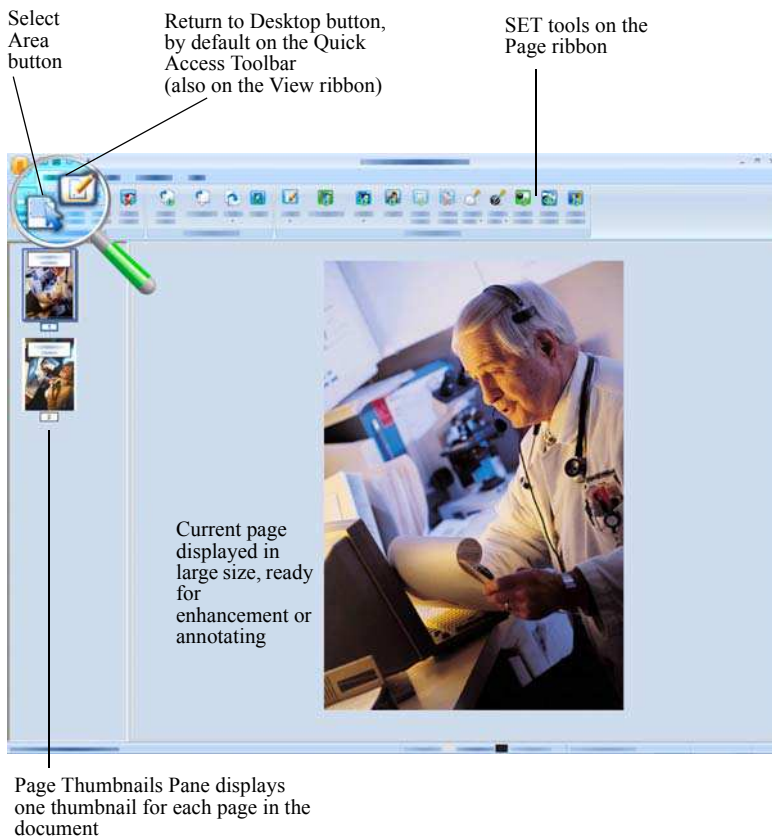 Select
Area
button
Return to Desktop button,
by default on the Quick
Access Toolbar
(also on the View ribbon)
SET tools on the
Page ribbon
1
2
Current page
displayed in
large size, ready
for
enhancement or
annotating
Page Thumbnails Pane displays
one thumbnail for each page in the
document